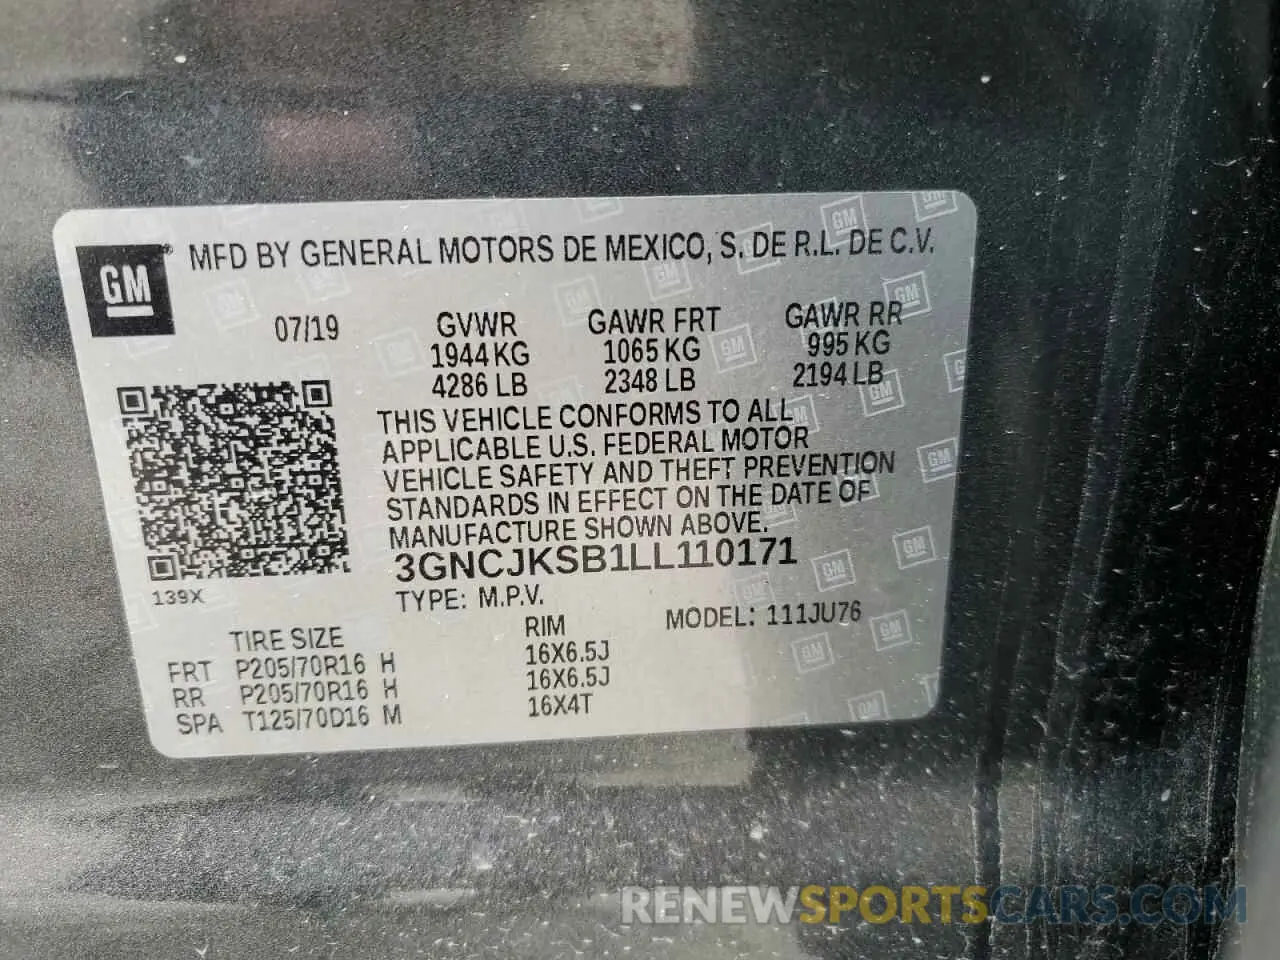 GM® MFD BY GENERAL MOTORS DE MEXICO, S. DE R.L. DE C.V.
07/19 GVWR GAWR FRT GAWR RR
1944 KG 1065 KG 995 KG
4286 LB 2348 LB 2194 LB
THIS VEHICLE CONFORMS TO ALL
APPLICABLE U.S. FEDERAL MOTOR
VEHICLE SAFETY AND THEFT PREVENTION
STANDARDS IN EFFECT ON THE DATE OF
MANUFACTURE SHOWN ABOVE.
3GNCJKSB1LL110171
139X
TYPE: M.P.V. MODEL: 111JU76
TIRE SIZE RIM
FRT P205/70R16 H 16X6.5J
RR P205/70R16 H 16X6.5J
SPA T125/70D16 M 16X4T
RENEWSPORTSCARS.COM